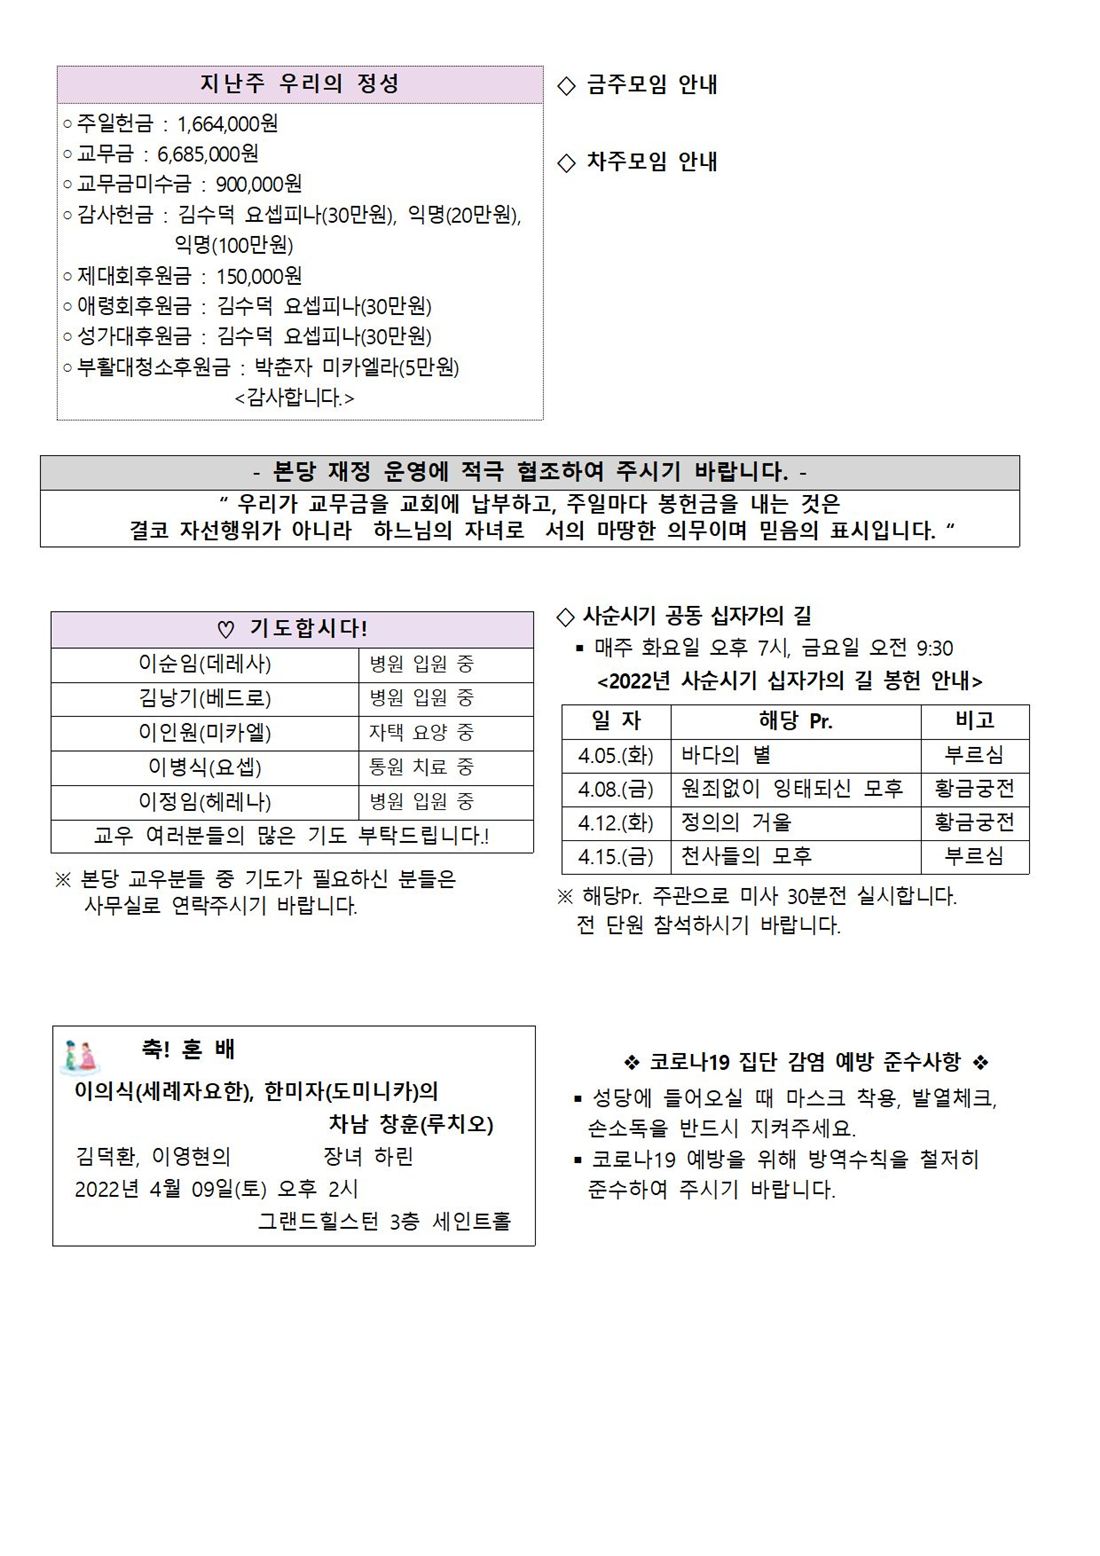 지난주 우리의 정성
○ 주일헌금 : 1,664,000원
○ 교무금 : 6,685,000원
○ 교무금미수금 : 900,000원
○ 감사헌금 : 김수덕 요셉피나(30만원), 익명(20만원),
익명(100만원)
○ 제대회후원금 : 150,000원
○ 애령회후원금 : 김수덕 요셉피나(30만원)
○ 성가대후원금 : 김수덕 요셉피나(30만원)
○ 부활대청소후원금 : 박춘자 미카엘라(5만원)
<감사합니다.>
◇ 금주모임 안내
◇ 차주모임 안내
- 본당 재정 운영에 적극 협조하여 주시기 바랍니다. -
“ 우리가 교무금을 교회에 납부하고, 주일마다 봉헌금을 내는 것은
결코 자선행위가 아니라 하느님의 자녀로 서의 마땅한 의무이며 믿음의 표시입니다. “
♡ 기도합시다!
이순임(데레사) 병원 입원 중
김낭기(베드로) 병원 입원 중
이인원(미카엘) 자택 요양 중
이병식(요셉) 통원 치료 중
이정임(헤레나) 병원 입원 중
교우 여러분들의 많은 기도 부탁드립니다.!
※ 본당 교우분들 중 기도가 필요하신 분들은
사무실로 연락주시기 바랍니다.
◇ 사순시기 공동 십자가의 길
▪ 매주 화요일 오후 7시, 금요일 오전 9:30
<2022년 사순시기 십자가의 길 봉헌 안내>
일 자 해당 Pr. 비고
4.05.(화) 바다의 별 부르심
4.08.(금) 원죄없이 잉태되신 모후 황금궁전
4.12.(화) 정의의 거울 황금궁전
4.15.(금) 천사들의 모후 부르심
※ 해당Pr. 주관으로 미사 30분전 실시합니다.
전 단원 참석하시기 바랍니다.
축! 혼 배
이의식(세례자요한), 한미자(도미니카)의
차남 창훈(루치오)
김덕환, 이영현의 장녀 하린
2022년 4월 09일(토) 오후 2시
그랜드힐스턴 3층 세인트홀
❖ 코로나19 집단 감염 예방 준수사항 ❖
▪ 성당에 들어오실 때 마스크 착용, 발열체크,
손소독을 반드시 지켜주세요.
▪ 코로나19 예방을 위해 방역수칙을 철저히
준수하여 주시기 바랍니다.